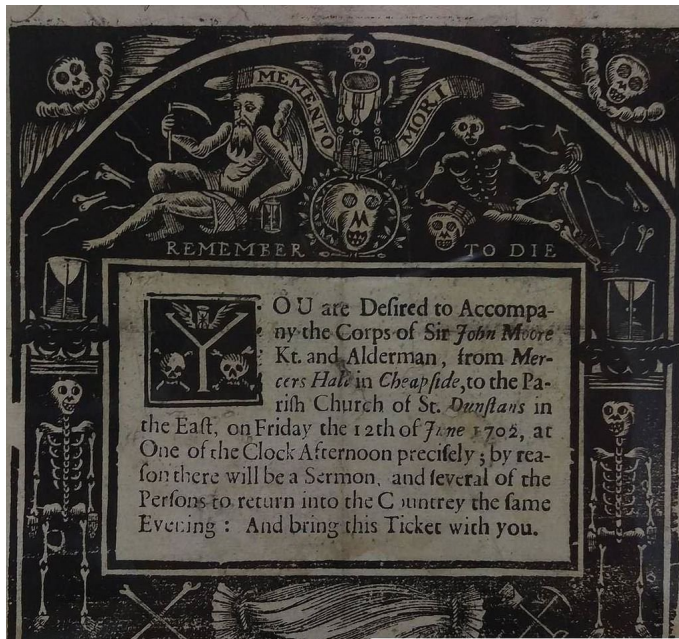 MEMENTO MORI
REMEMBER TO DIE
YOU are Deſired to Accompa-
ny the Corps of Sir John Moore
Kt. and Alderman, from Mer-
cers Hall in Cheapſide, to the Pa-
riſh Church of St. Dunſtans in
the Eaſt, on Friday the 12th of June 1702, at
One of the Clock Afternoon preciſely; by rea-
ſon there will be a Sermon, and ſeveral of the
Perſons to return into the Countrey the ſame
Evening: And bring this Ticket with you.